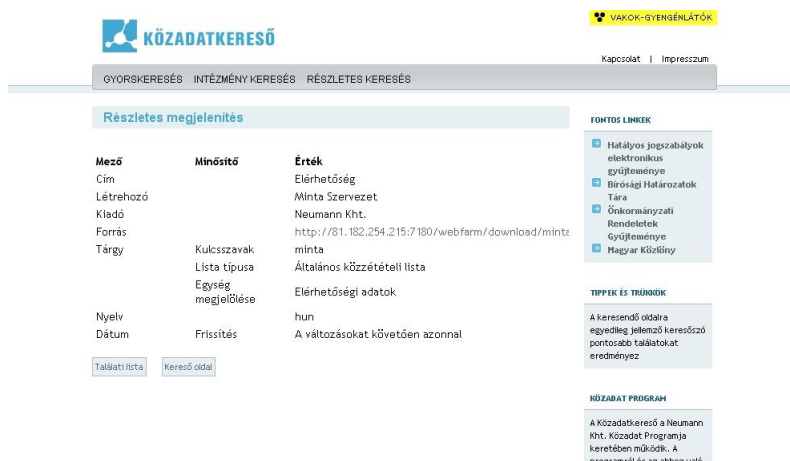 VAKOK-GYENGÉNLÁTÓK
KÖZADATKERESŐ
Kapcsolat | Impresszum
GYORSKERESÉS INTÉZMÉNY KERESÉS RÉSZLETES KERESÉS
Részletes megjelenítés
Mező Minősítő Érték
Cím Elérhetőség
Létrehozó Minta Szervezet
Kiadó Neumann Kht.
Forrás http://81.182.254.215:7180/webfarm/download/minta
Tárgy Kulcsszavak minta
Lista típusa Általános közzétételi lista
Egység
megjelölése Elérhetőségi adatok
Nyelv hun
Dátum Frissítés A változásokat követően azonnal
Találati lista Kereső oldal
FONTOS LINKEK
Hatályos jogszabályok
elektronikus
gyűjteménye
Bírósági Határozatok
Tára
Önkormányzati
Rendeletek
Gyűjteménye
Magyar Közlöny
TIPPEK ÉS TRÜKKÖK
A keresendő oldalra
egyedileg jellemző keresőszó
pontosabb találatokat
eredményez
KÖZADAT PROGRAM
A Közadatkereső a Neumann
Kht. Közadat Programja
keretében működik. A